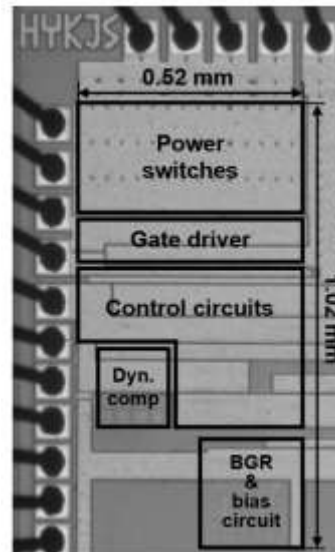 HYKJS
0.52 mm
Power
switches
Gate driver
1.02 mm
Control circuits
Dyn.
comp
BGR
&
bias
circuit